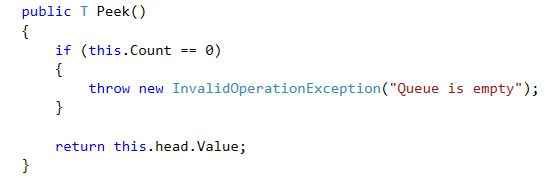 public T Peek()
{
    if (this.Count == 0)
    {
        throw new InvalidOperationException("Queue is empty");
    }

    return this.head.Value;
}